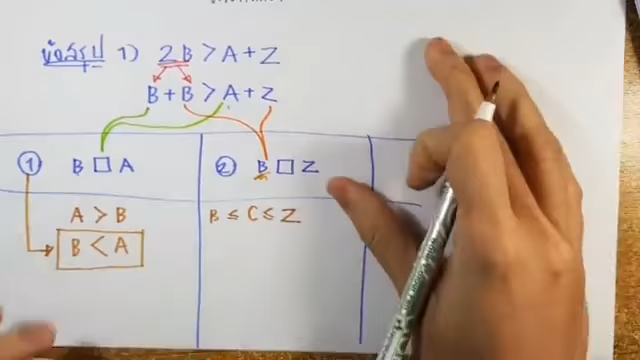 ข้อสรุป 1) 2B > A + Z
B + B > A + Z
① B □ A
② B □ Z
A > B
B ≤ C ≤ Z
B < A